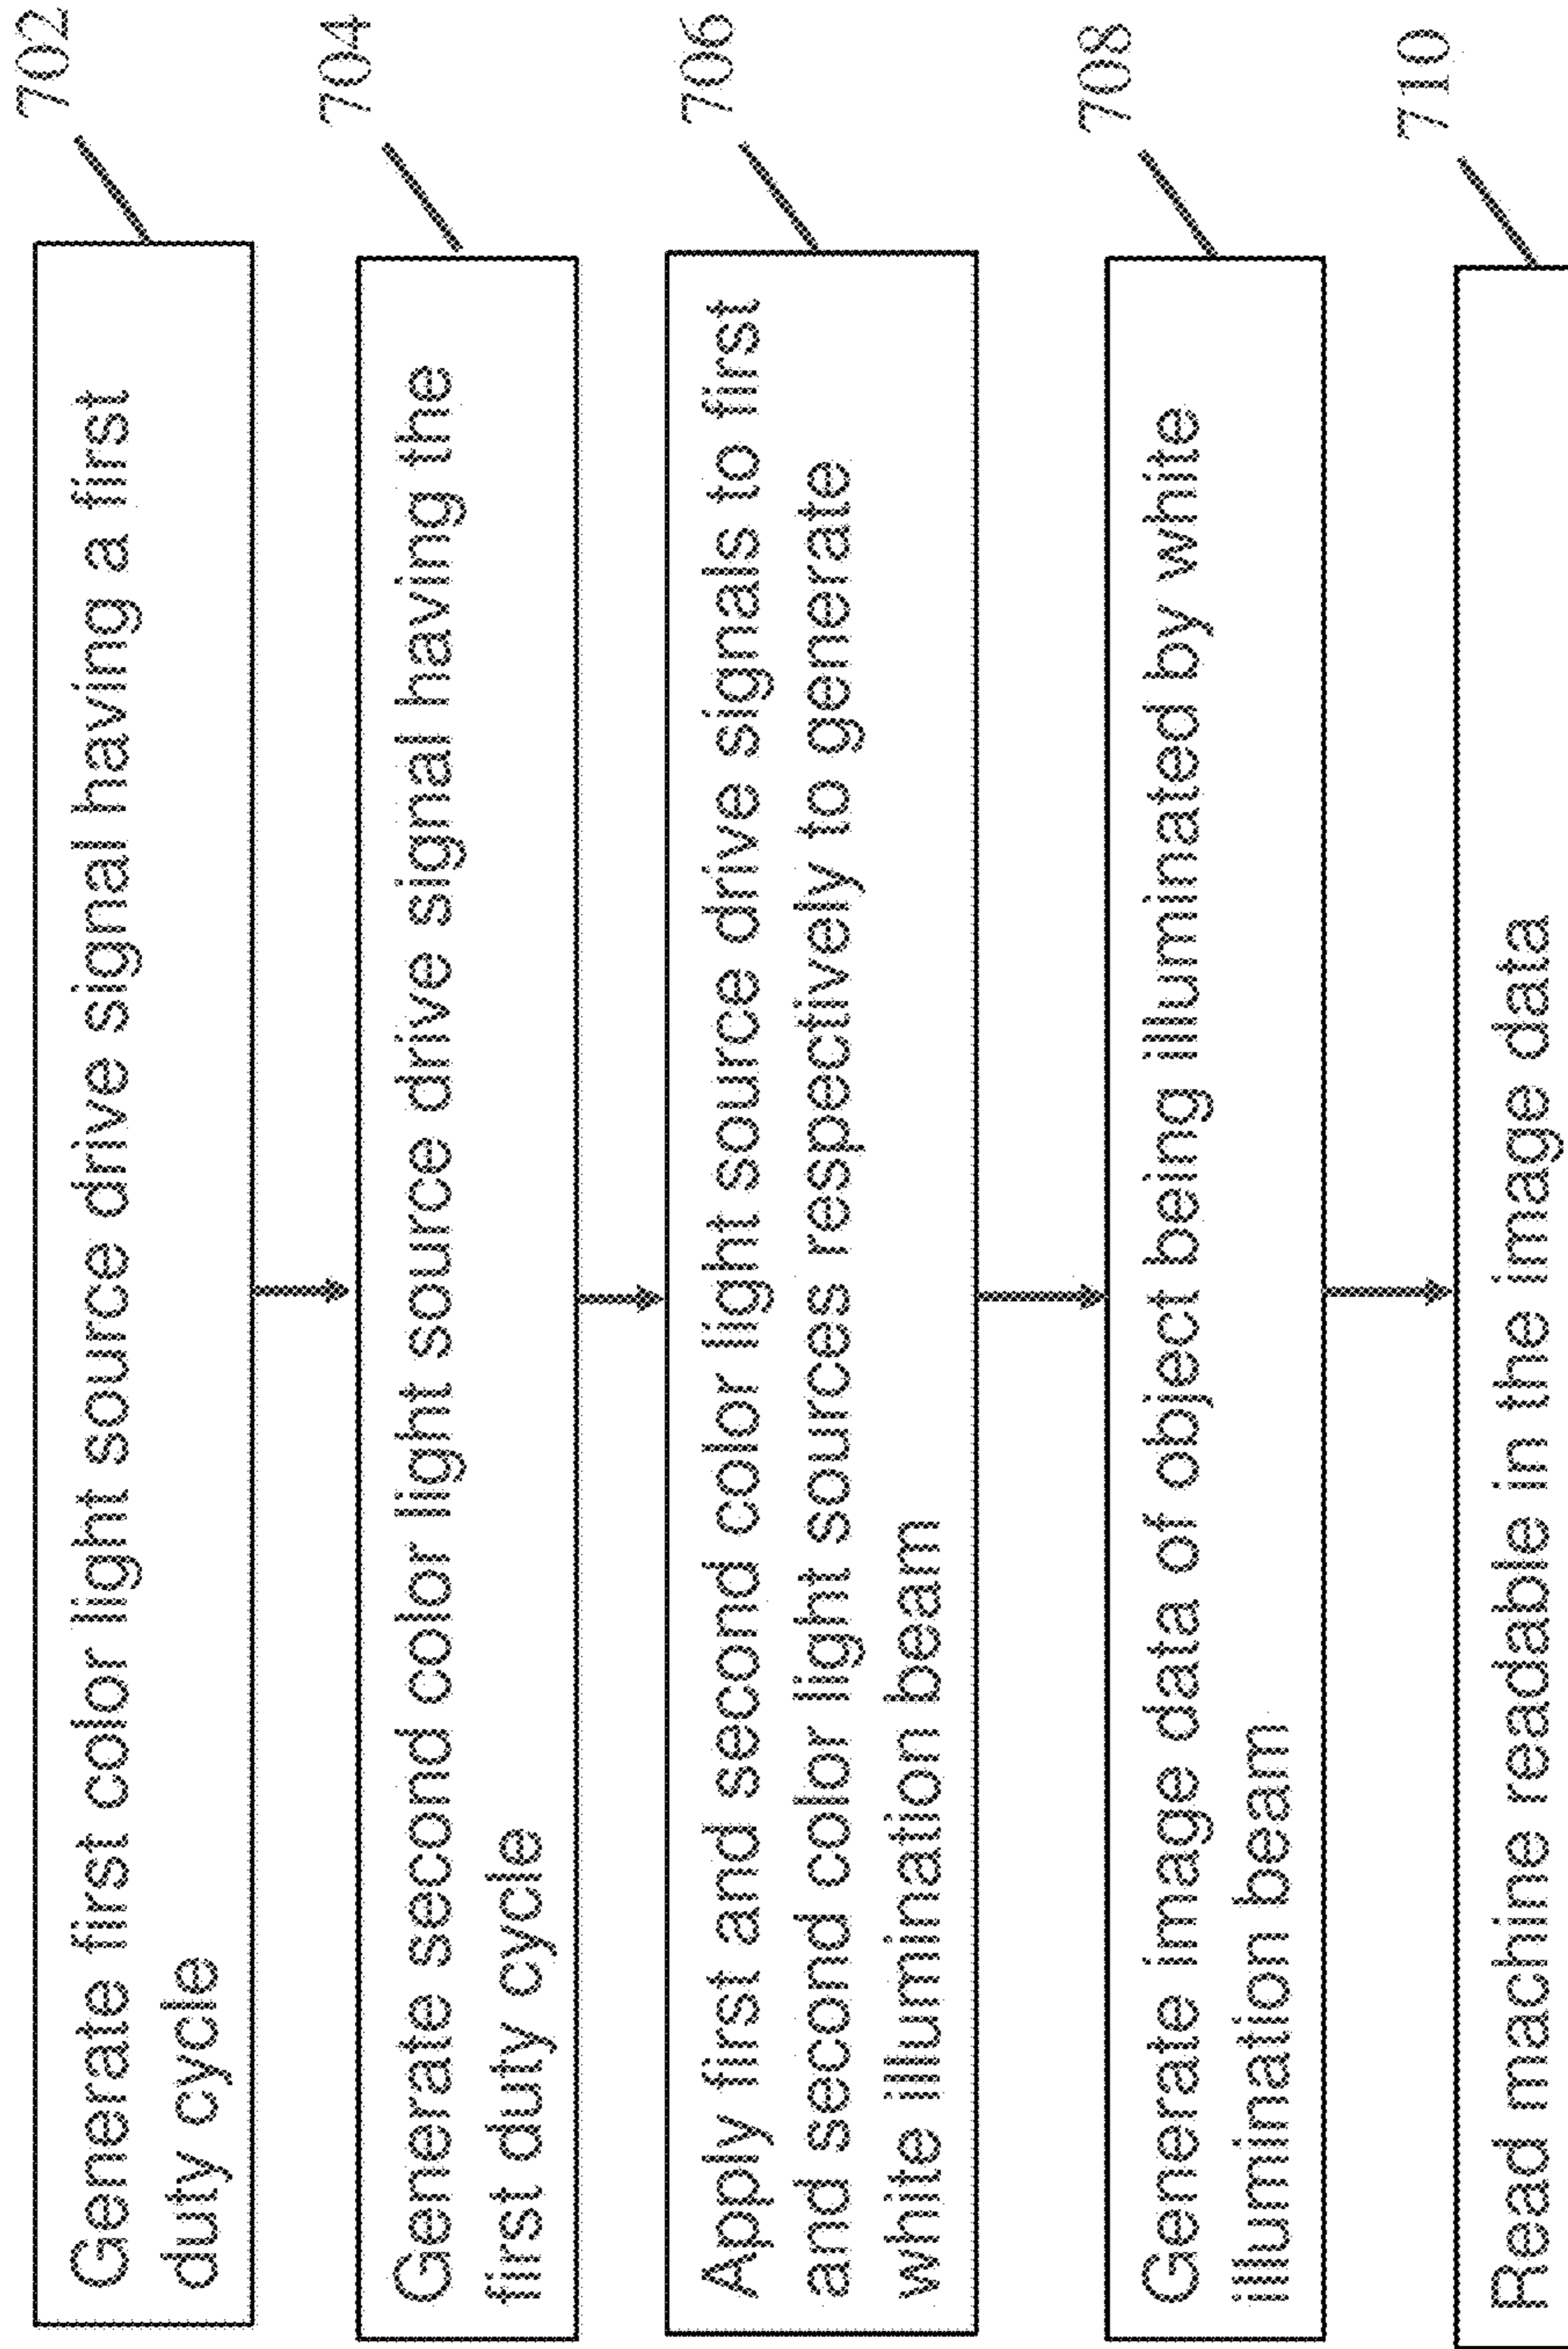 702
Generate first color light source drive signal having a first
duty cycle
704
Generate second color light source drive signal having the
first duty cycle
706
Apply first and second color light source drive signals to first
and second color light sources respectively to generate
white illumination beam
708
Generate image data of object being illuminated by white
illumination beam
710
Read machine readable in the image data